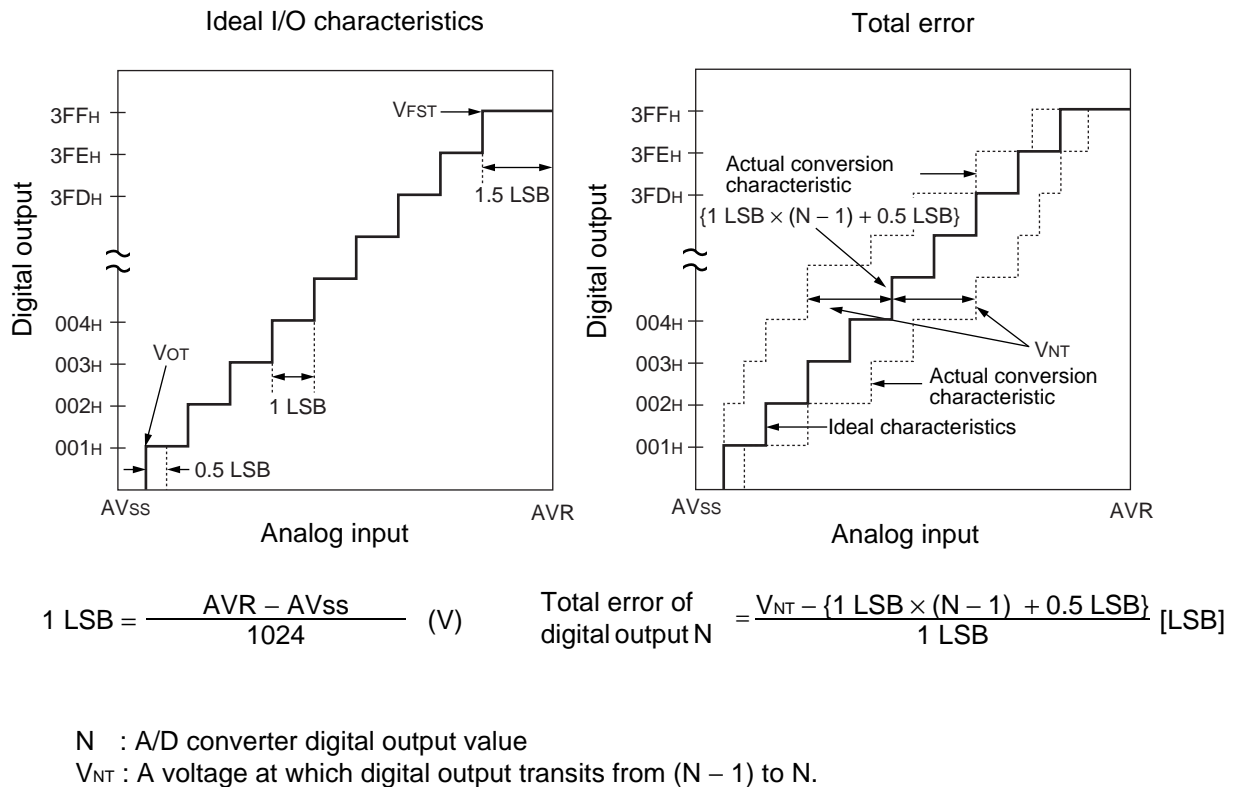 Ideal I/O characteristics
3FFH
3FEH
3FDH
004H
003H
002H
001H
Digital output
VFST
1.5 LSB
VOT
1 LSB
0.5 LSB
AVSS
AVR
Analog input
Total error
3FFH
3FEH
3FDH
004H
003H
002H
001H
Digital output
Actual conversion
characteristic
{1 LSB × (N − 1) + 0.5 LSB}
VNT
Actual conversion
characteristic
Ideal characteristics
AVSS
AVR
Analog input
1 LSB = AVR − AVss / 1024 (V)
Total error of
digital output N = VNT − {1 LSB × (N − 1) + 0.5 LSB} / 1 LSB [LSB]
N : A/D converter digital output value
VNT : A voltage at which digital output transits from (N − 1) to N.